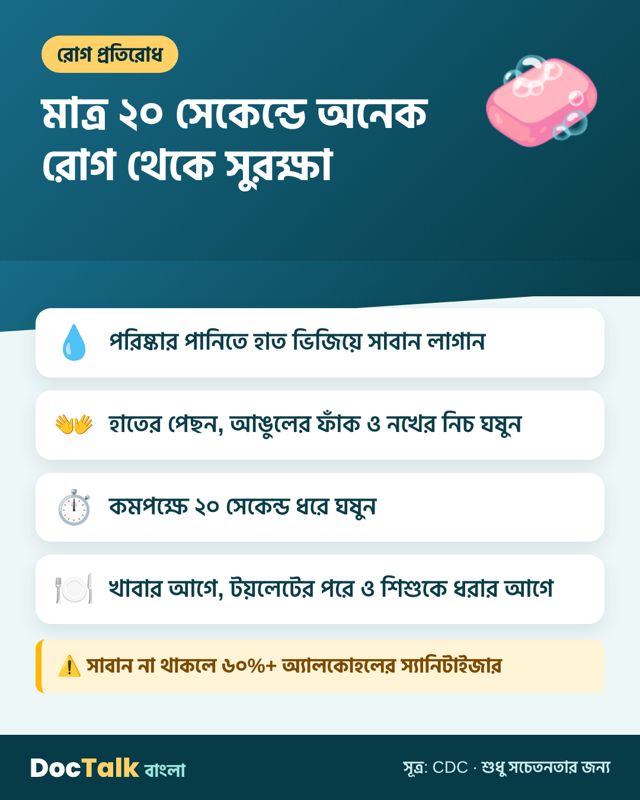 রোগ প্রতিরোধ
মাত্র ২০ সেকেন্ডে অনেক
রোগ থেকে সুরক্ষা
পরিষ্কার পানিতে হাত ভিজিয়ে সাবান লাগান
হাতের পেছন, আঙুলের ফাঁক ও নখের নিচ ঘষুন
কমপক্ষে ২০ সেকেন্ড ধরে ঘষুন
খাবার আগে, টয়লেটের পরে ও শিশুকে ধরার আগে
⚠️ সাবান না থাকলে ৬০%+ অ্যালকোহলের স্যানিটাইজার
DocTalk বাংলা
সূত্র: CDC · শুধু সচেতনতার জন্য